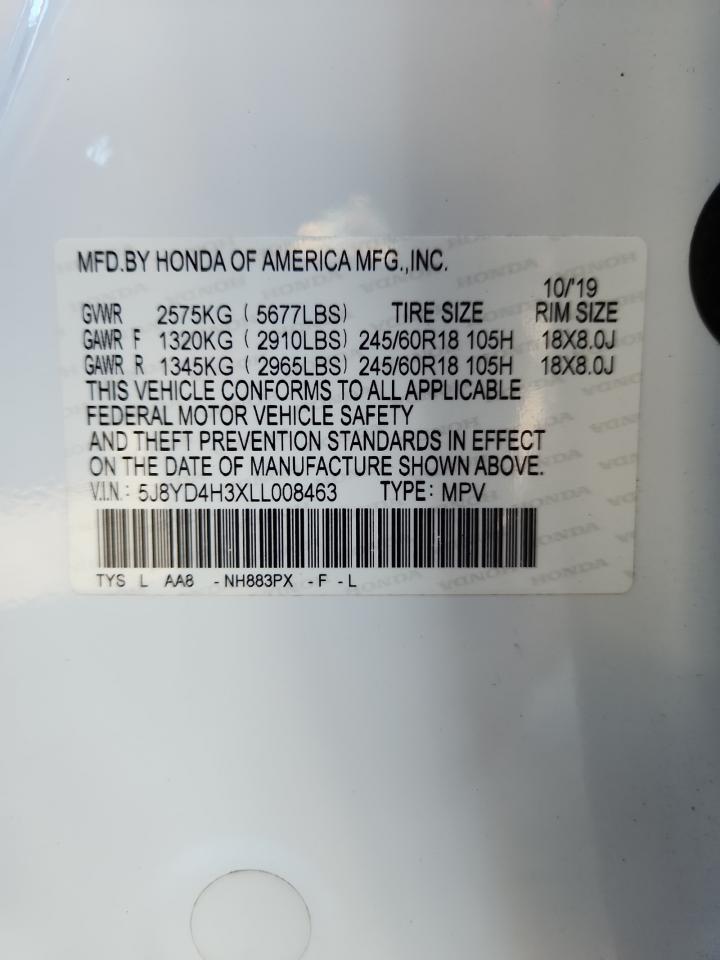 MFD.BY HONDA OF AMERICA MFG.,INC.
10/'19
GVWR 2575KG ( 5677LBS) TIRE SIZE RIM SIZE
GAWR F 1320KG ( 2910LBS) 245/60R18 105H 18X8.0J
GAWR R 1345KG ( 2965LBS) 245/60R18 105H 18X8.0J
THIS VEHICLE CONFORMS TO ALL APPLICABLE
FEDERAL MOTOR VEHICLE SAFETY
AND THEFT PREVENTION STANDARDS IN EFFECT
ON THE DATE OF MANUFACTURE SHOWN ABOVE.
V.I.N.: 5J8YD4H3XLL008463 TYPE: MPV
TYS L AA8 -NH883PX -F -L